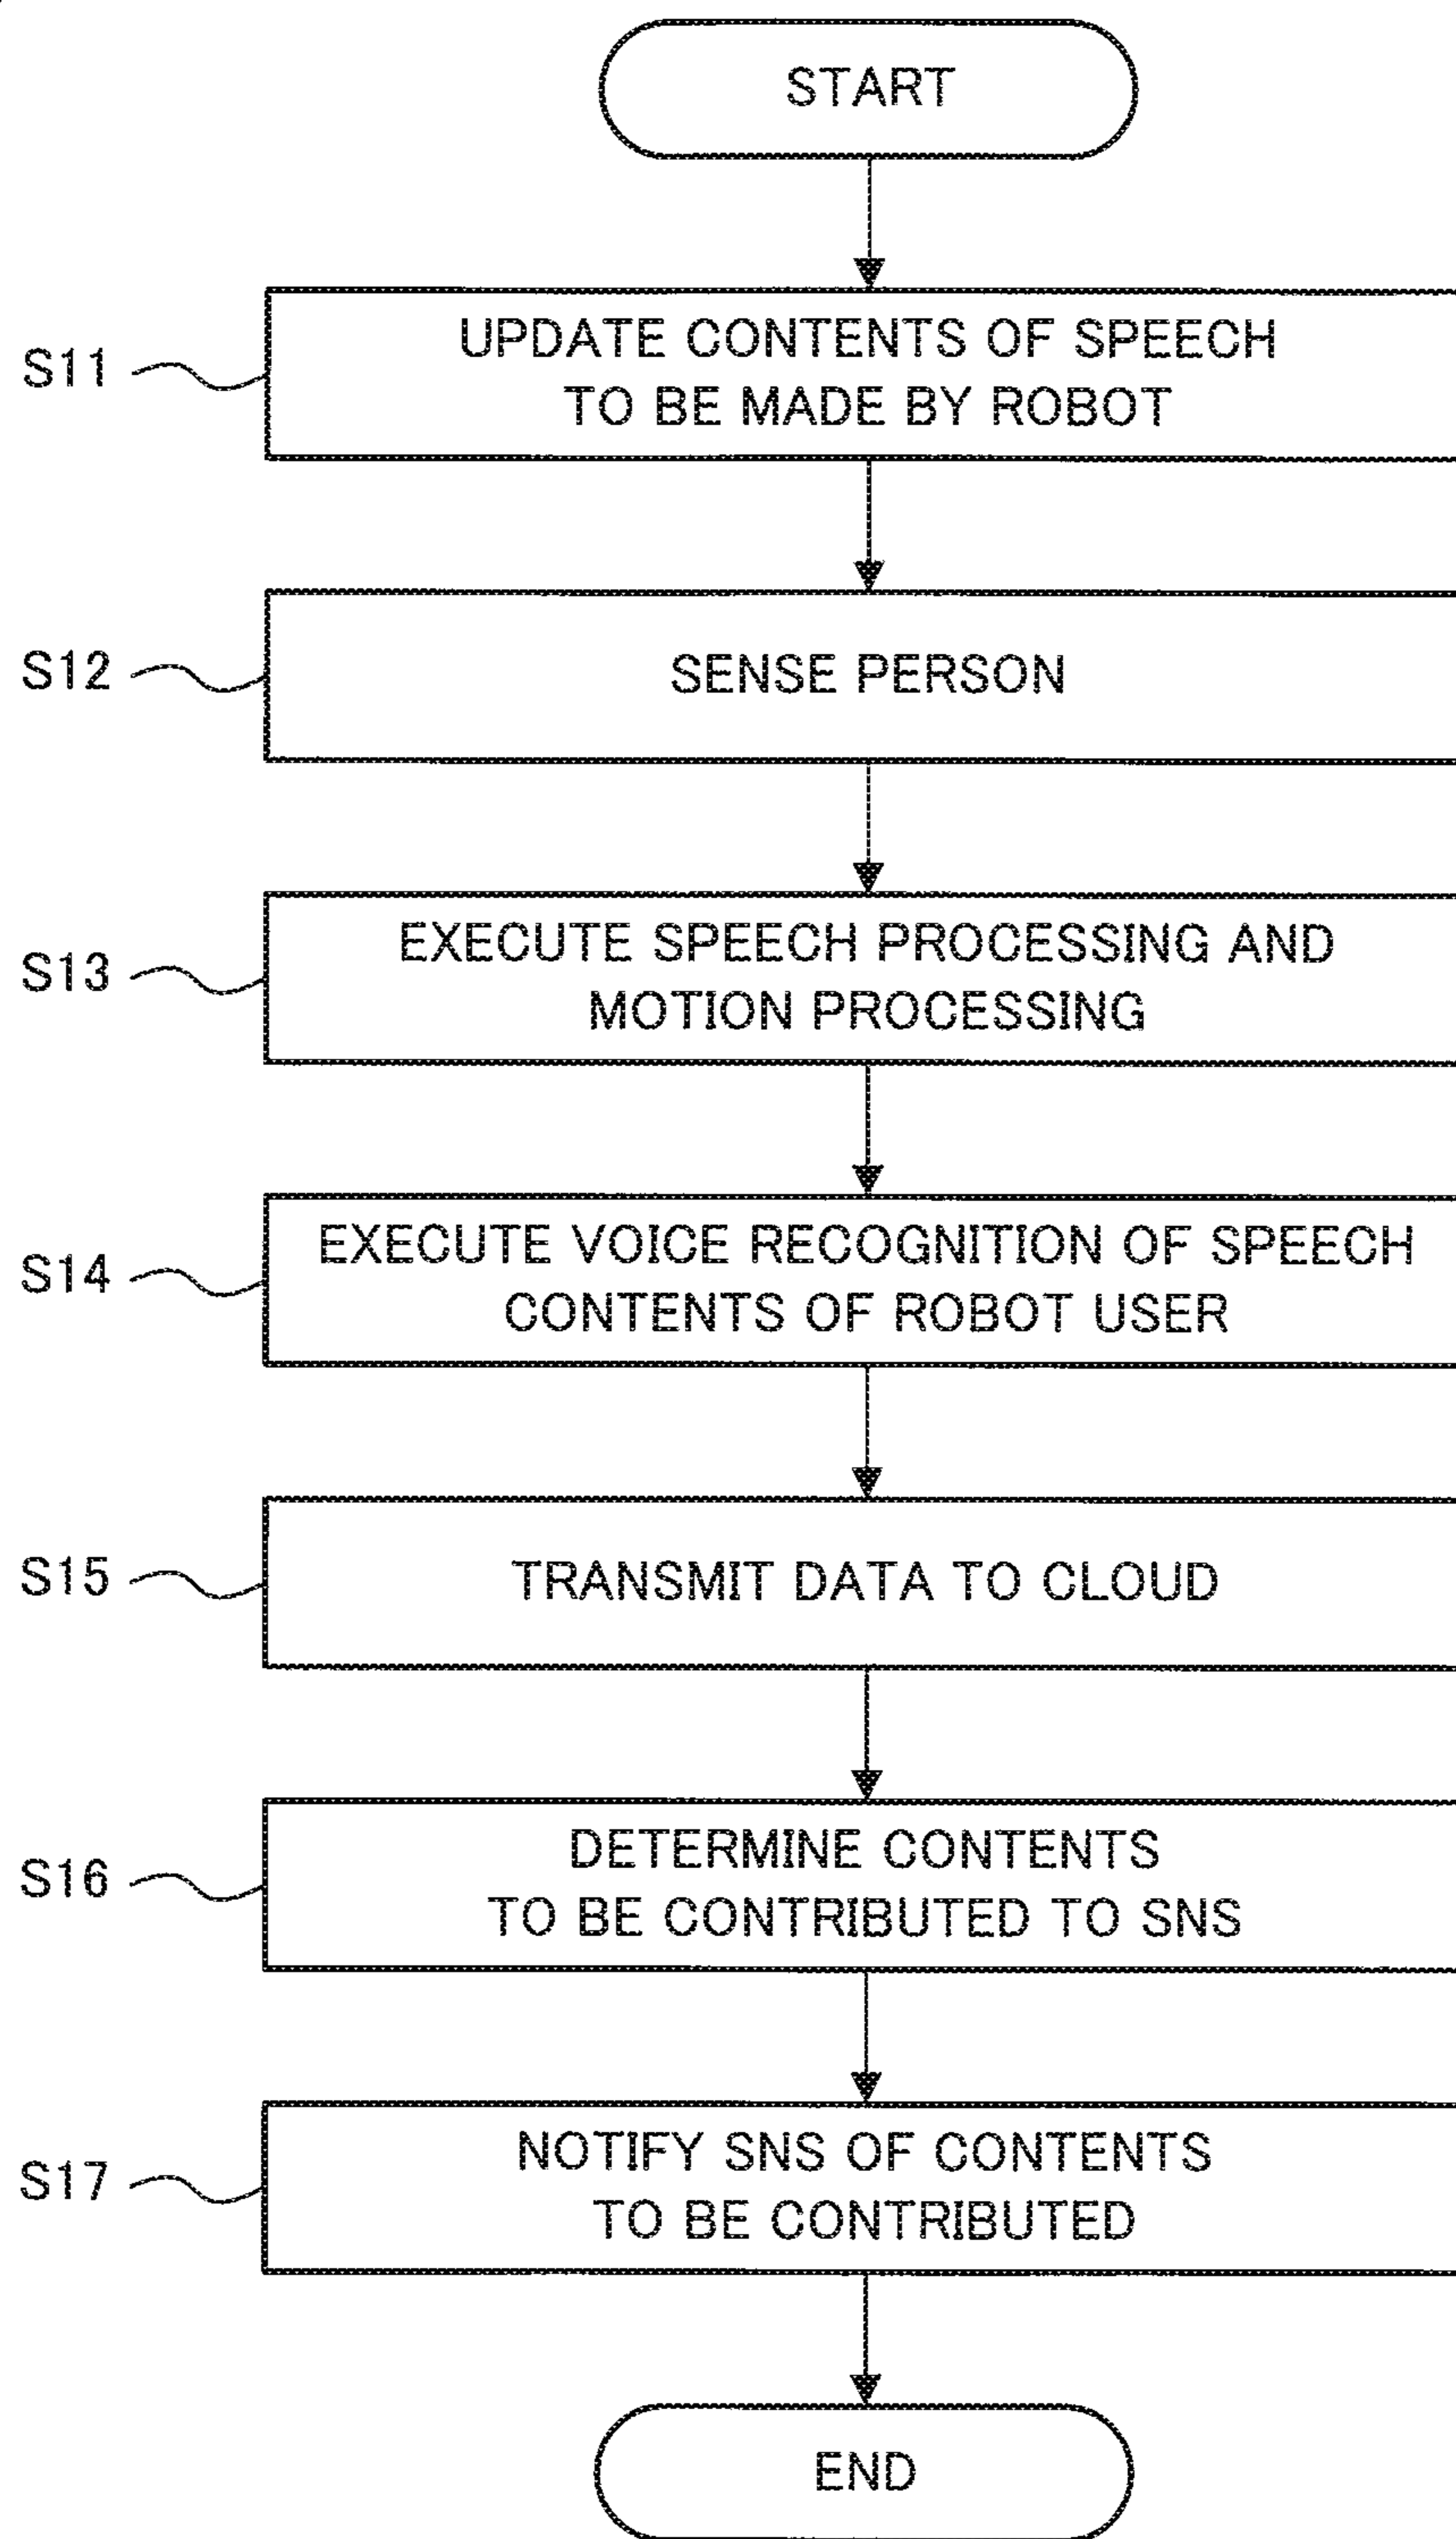 START
S11
UPDATE CONTENTS OF SPEECH
TO BE MADE BY ROBOT
S12
SENSE PERSON
S13
EXECUTE SPEECH PROCESSING AND
MOTION PROCESSING
S14
EXECUTE VOICE RECOGNITION OF SPEECH
CONTENTS OF ROBOT USER
S15
TRANSMIT DATA TO CLOUD
S16
DETERMINE CONTENTS
TO BE CONTRIBUTED TO SNS
S17
NOTIFY SNS OF CONTENTS
TO BE CONTRIBUTED
END